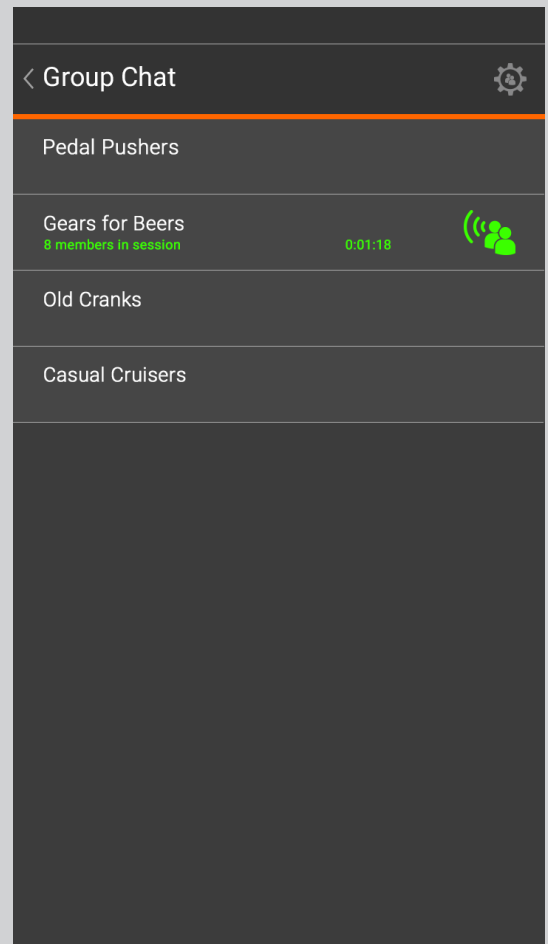 Group Chat
Pedal Pushers
Gears for Beers
8 members in session 0:01:18
Old Cranks
Casual Cruisers